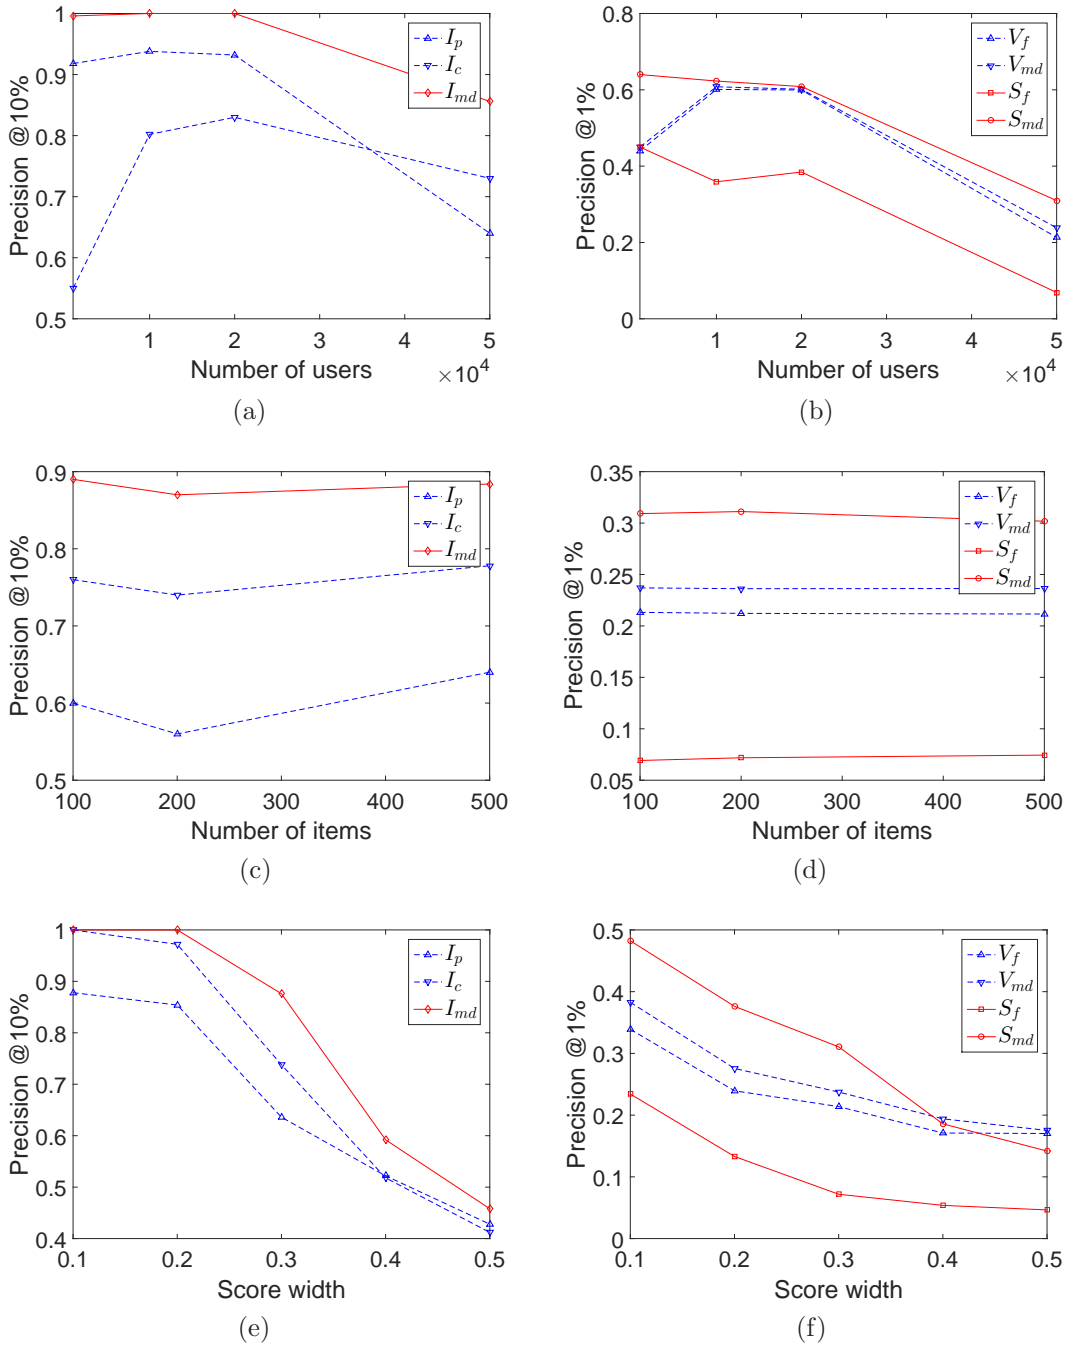 1
0.9
0.8
0.7
0.6
0.5
Precision @10%
1 2 3 4 5
Number of users
×10^4
I_p
I_c
I_md
(a)
0.8
0.6
0.4
0.2
0
Precision @1%
1 2 3 4 5
Number of users
×10^4
V_f
V_md
S_f
S_md
(b)
0.9
0.8
0.7
0.6
0.5
Precision @10%
100 200 300 400 500
Number of items
I_p
I_c
I_md
(c)
0.35
0.3
0.25
0.2
0.15
0.1
0.05
Precision @1%
100 200 300 400 500
Number of items
V_f
V_md
S_f
S_md
(d)
1
0.9
0.8
0.7
0.6
0.5
0.4
Precision @10%
0.1 0.2 0.3 0.4 0.5
Score width
I_p
I_c
I_md
(e)
0.5
0.4
0.3
0.2
0.1
0
Precision @1%
0.1 0.2 0.3 0.4 0.5
Score width
V_f
V_md
S_f
S_md
(f)